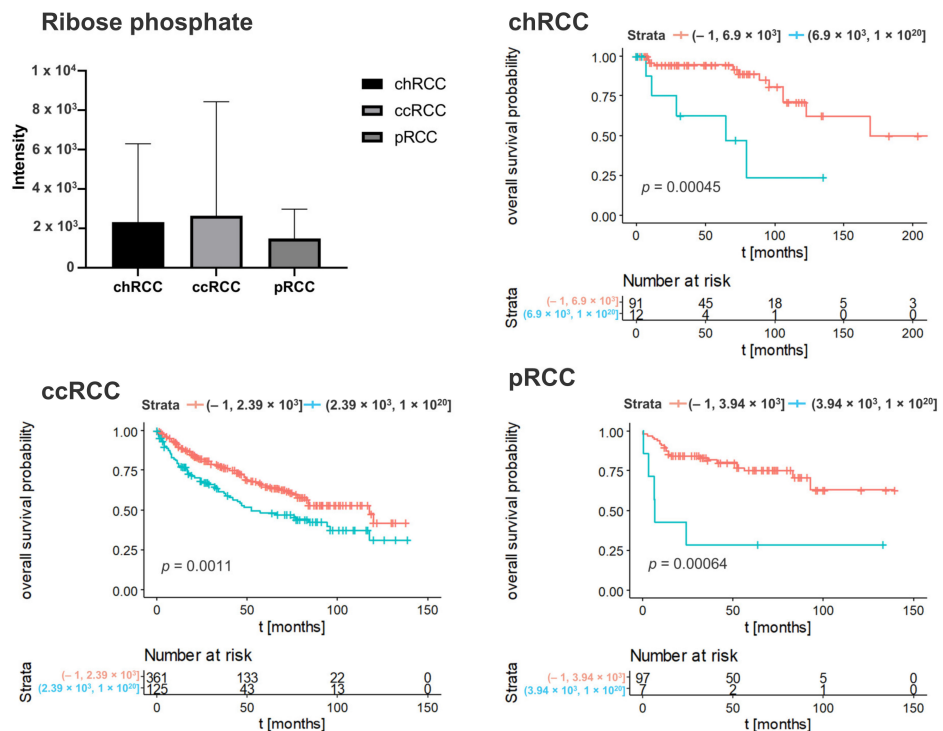 Ribose phosphate
1 x 10⁴
8 x 10³
6 x 10³
4 x 10³
2 x 10³
0
Intensity
chRCC
ccRCC
pRCC
chRCC ccRCC pRCC
chRCC
Strata (– 1, 6.9 × 10³] (6.9 × 10³, 1 × 10²⁰]
overall survival probability
1.00
0.75
0.50
0.25
0.00
p = 0.00045
0 50 100 150 200
t [months]
Number at risk
Strata
(– 1, 6.9 × 10³] 91 45 18 5 3
(6.9 × 10³, 1 × 10²⁰] 12 4 1 0 0
0 50 100 150 200
t [months]
ccRCC
Strata (– 1, 2.39 × 10³] (2.39 × 10³, 1 × 10²⁰]
overall survival probability
1.00
0.75
0.50
0.25
0.00
p = 0.0011
0 50 100 150
t [months]
Number at risk
Strata
(– 1, 2.39 × 10³] 361 133 22 0
(2.39 × 10³, 1 × 10²⁰] 125 43 13 0
0 50 100 150
t [months]
pRCC
Strata (– 1, 3.94 × 10³] (3.94 × 10³, 1 × 10²⁰]
overall survival probability
1.00
0.75
0.50
0.25
0.00
p = 0.00064
0 50 100 150
t [months]
Number at risk
Strata
(– 1, 3.94 × 10³] 97 50 5 0
(3.94 × 10³, 1 × 10²⁰] 7 2 1 0
0 50 100 150
t [months]